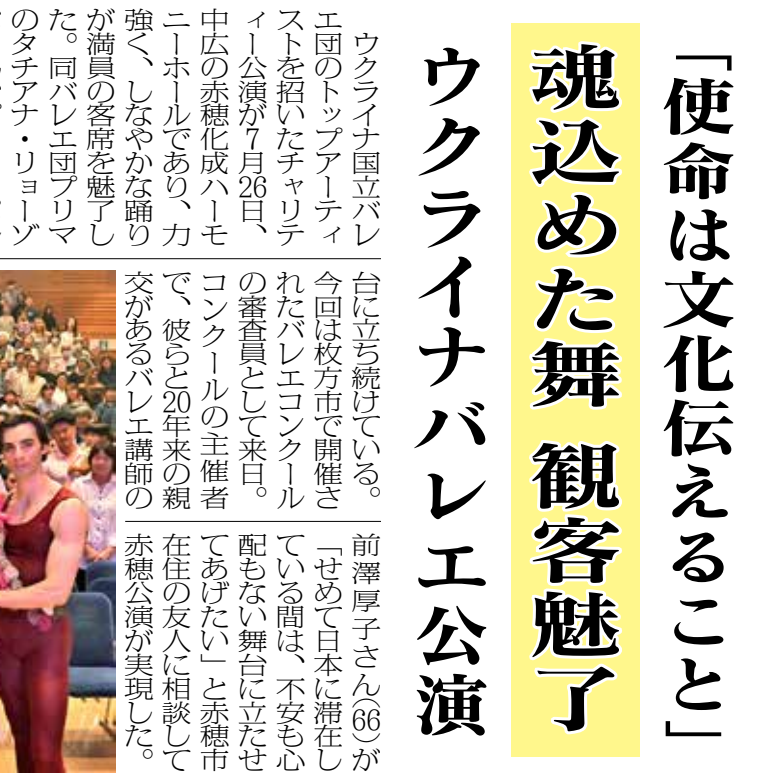 「使命は文化伝えること」
魂込めた舞 観客魅了
ウクライナバレエ公演
ウクライナ国立バレ
エ団のトップアーティ
ストを招いたチャリテ
ィー公演が7月26日、
中広の赤穂化成ハーモ
ニーホールであり、力
強く、しなやかな踊り
が満員の客席を魅了し
た。同バレエ団プリマ
のタチアナ・リョーゾ
台に立ち続けている。
今回は枚方市で開催さ
れたバレエコンクール
の審査員として来日。
コンクールの主催者
で、彼らと20年来の親
交があるバレエ講師の
前澤厚子さん(66)が
「せめて日本に滞在し
ている間は、不安も心
配もない舞台に立たせ
てあげたい」と赤穂市
在住の友人に相談して
赤穂公演が実現した。